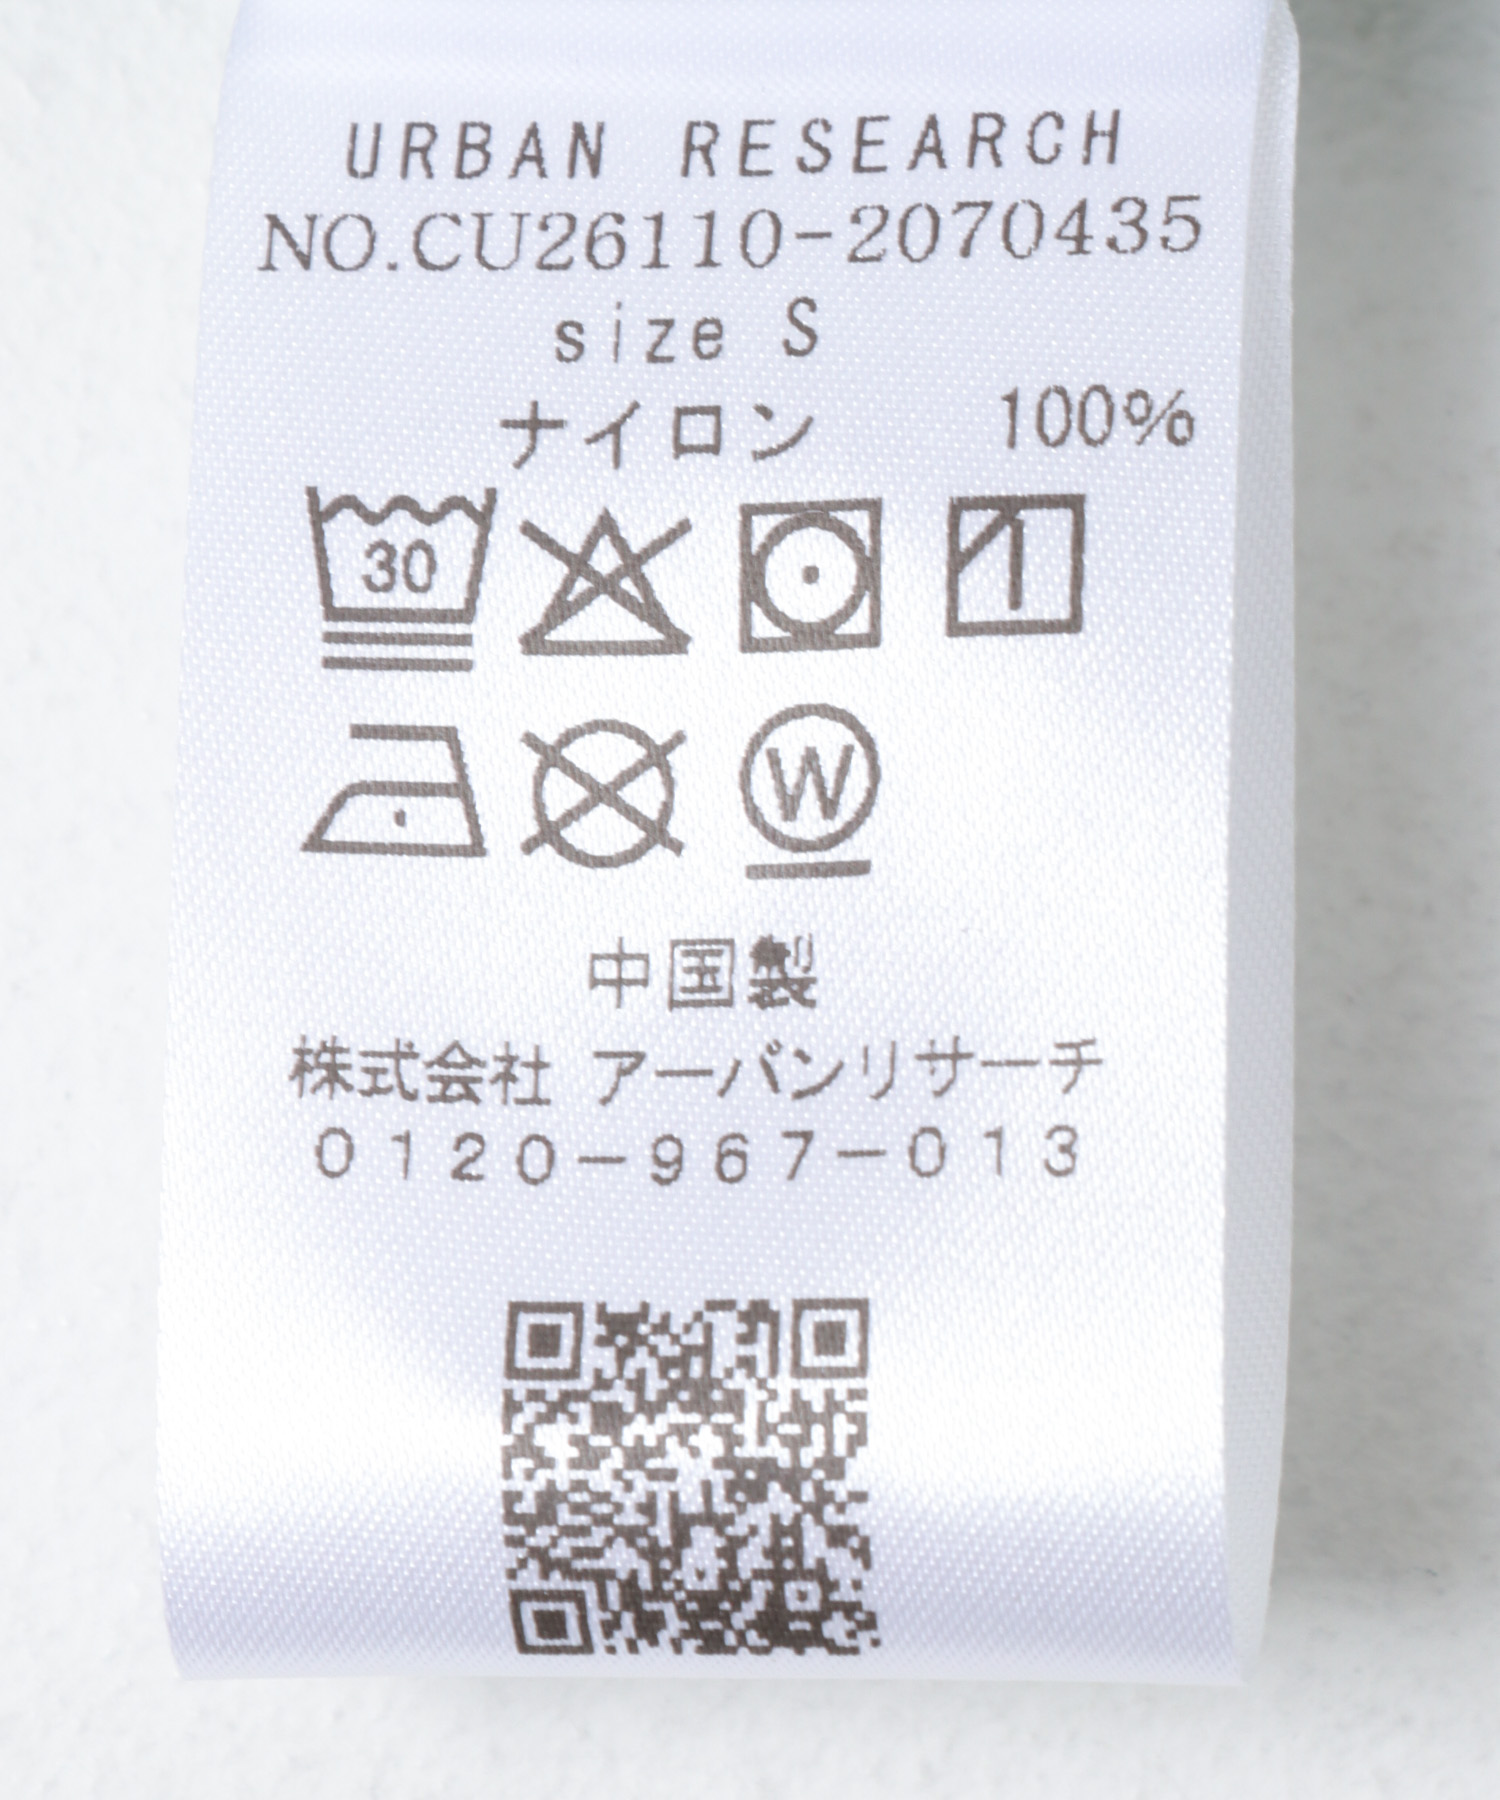 URBAN RESEARCH
NO.CU26110-2070435
size S
ナイロン 100%
30
W
中国製
株式会社 アーバンリサーチ
0120-967-013